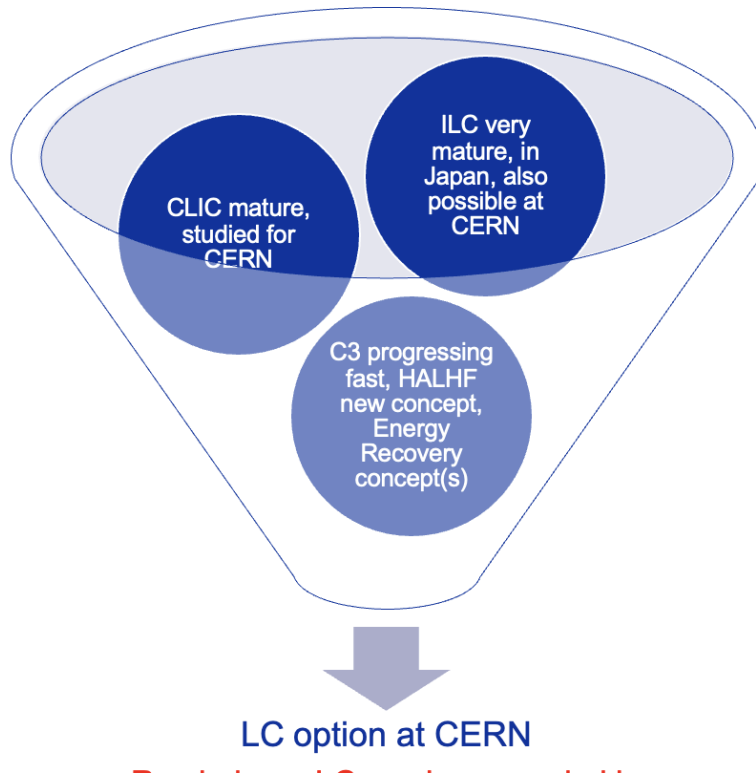 ILC very
mature, in
Japan, also
possible at
CERN
CLIC mature,
studied for
CERN
C3 progressing
fast, HALHF
new concept,
Energy
Recovery
concept(s)
LC option at CERN